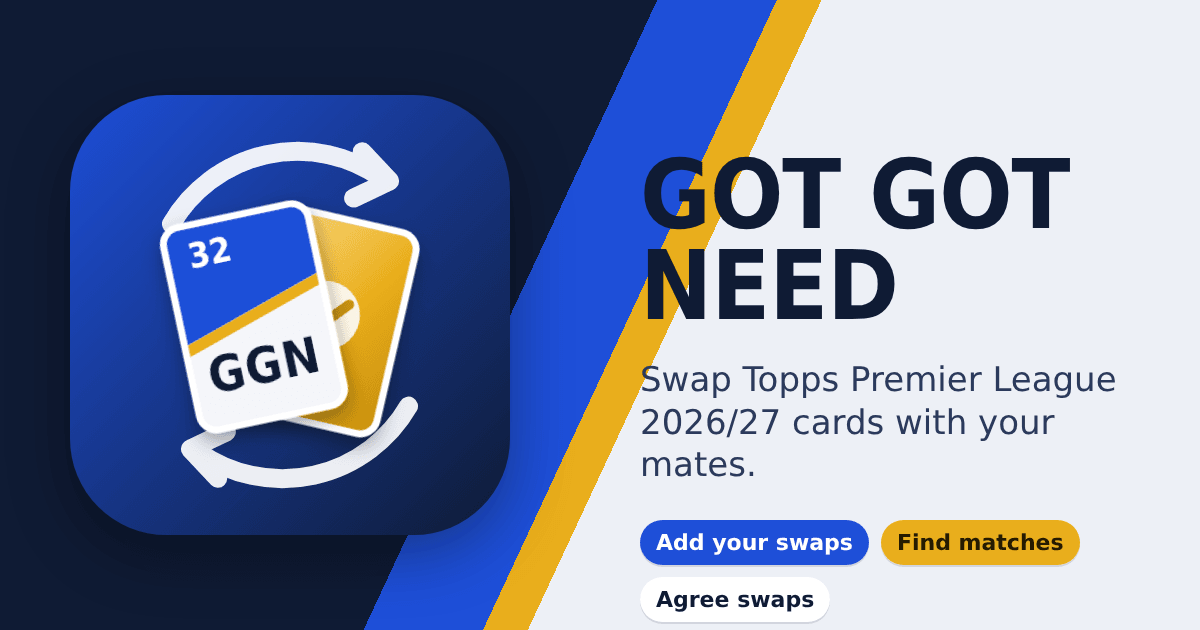 32
GGN
GOT GOT
NEED
Swap Topps Premier League
2026/27 cards with your
mates.
Add your swaps
Find matches
Agree swaps